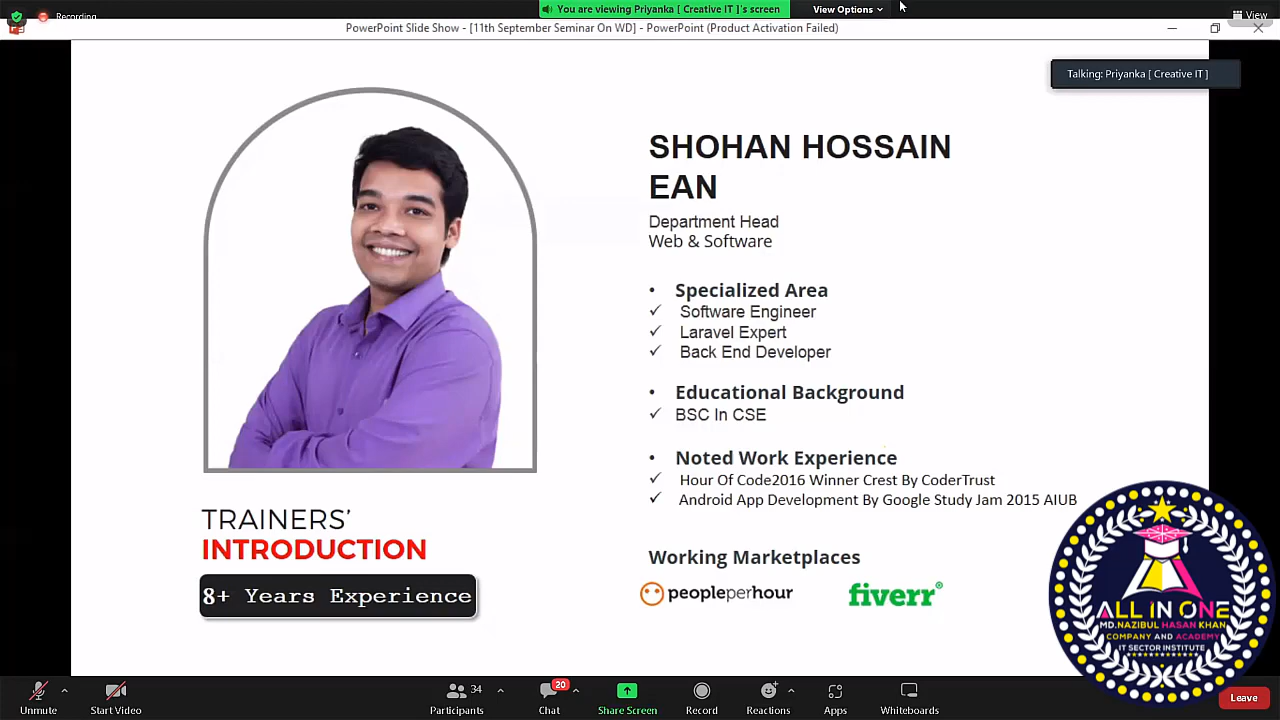 Recording
You are viewing Priyanka [ Creative IT ]'s screen
View Options
View
PowerPoint Slide Show - [11th September Seminar On WD] - PowerPoint (Product Activation Failed)
Talking: Priyanka [ Creative IT ]
SHOHAN HOSSAIN
EAN
Department Head
Web & Software
• Specialized Area
✓ Software Engineer
✓ Laravel Expert
✓ Back End Developer
• Educational Background
✓ BSC In CSE
• Noted Work Experience
✓ Hour Of Code2016 Winner Crest By CoderTrust
✓ Android App Development By Google Study Jam 2015 AIUB
TRAINERS’
INTRODUCTION
8+ Years Experience
Working Marketplaces
peopleperhour
fiverr®
ALL IN ONE
MD.NAZIBUL HASAN KHAN
COMPANY AND ACADEMY
IT SECTOR INSTITUTE
Unmute
Start Video
34
Participants
20
Chat
Share Screen
Record
Reactions
Apps
Whiteboards
Leave